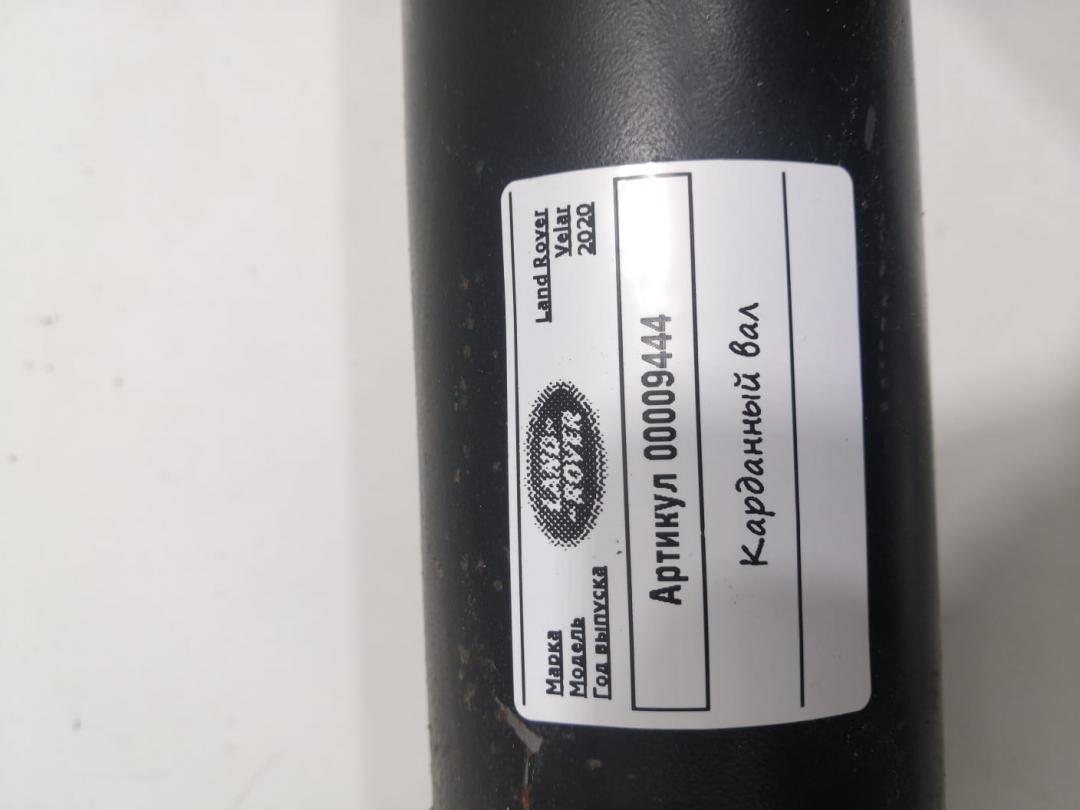 Марка
Land Rover
Модель
Velar
Год выпуска
2020
LAND-
-ROVER
Артикул 00009444
Карданный вал